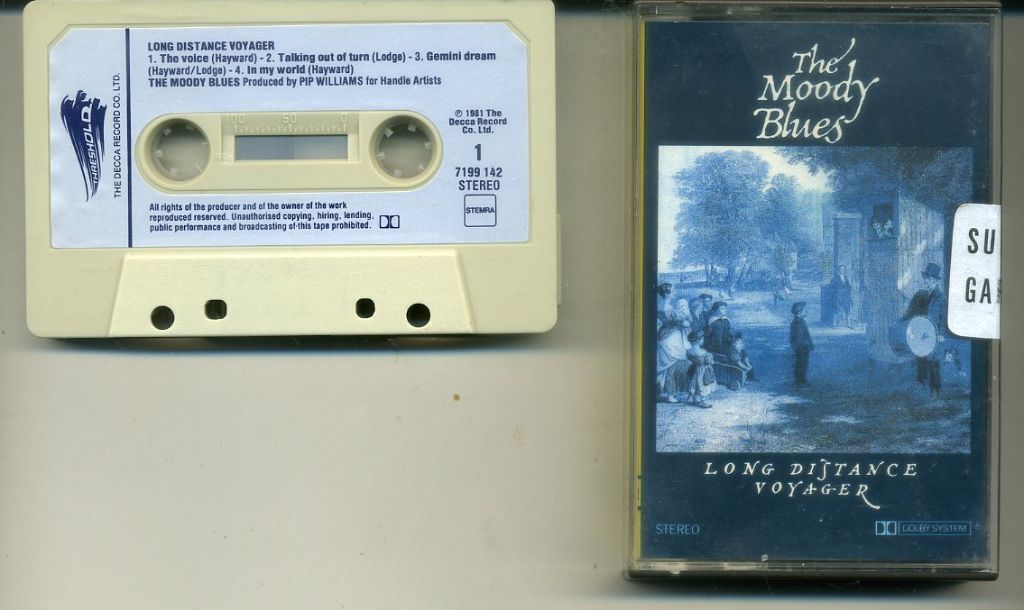 LONG DISTANCE VOYAGER
1. The voice (Hayward) - 2. Talking out of turn (Lodge) - 3. Gemini dream
(Hayward/Lodge) - 4. In my world (Hayward)
THE MOODY BLUES Produced by PIP WILLIAMS for Handle Artists
THRESHOLD
THE DECCA RECORD CO. LTD.
100 50 0
℗ 1981 The
Decca Record
Co. Ltd.
1
7199 142
STEREO
STEMRA
All rights of the producer and of the owner of the work
reproduced reserved. Unauthorised copying, hiring, lending,
public performance and broadcasting of this tape prohibited.
The
Moody
Blues
SU
GA
LONG DISTANCE
VOYAGER
STEREO
DOLBY SYSTEM